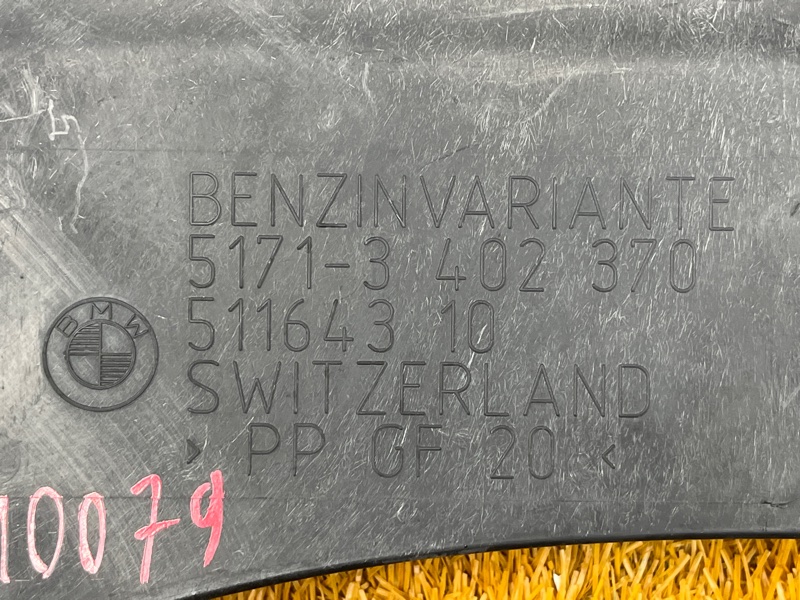 BENZINVARIANTE
5171-3 402 370
511643 10
BMW
SWITZERLAND
> PP GF 20 <
10079